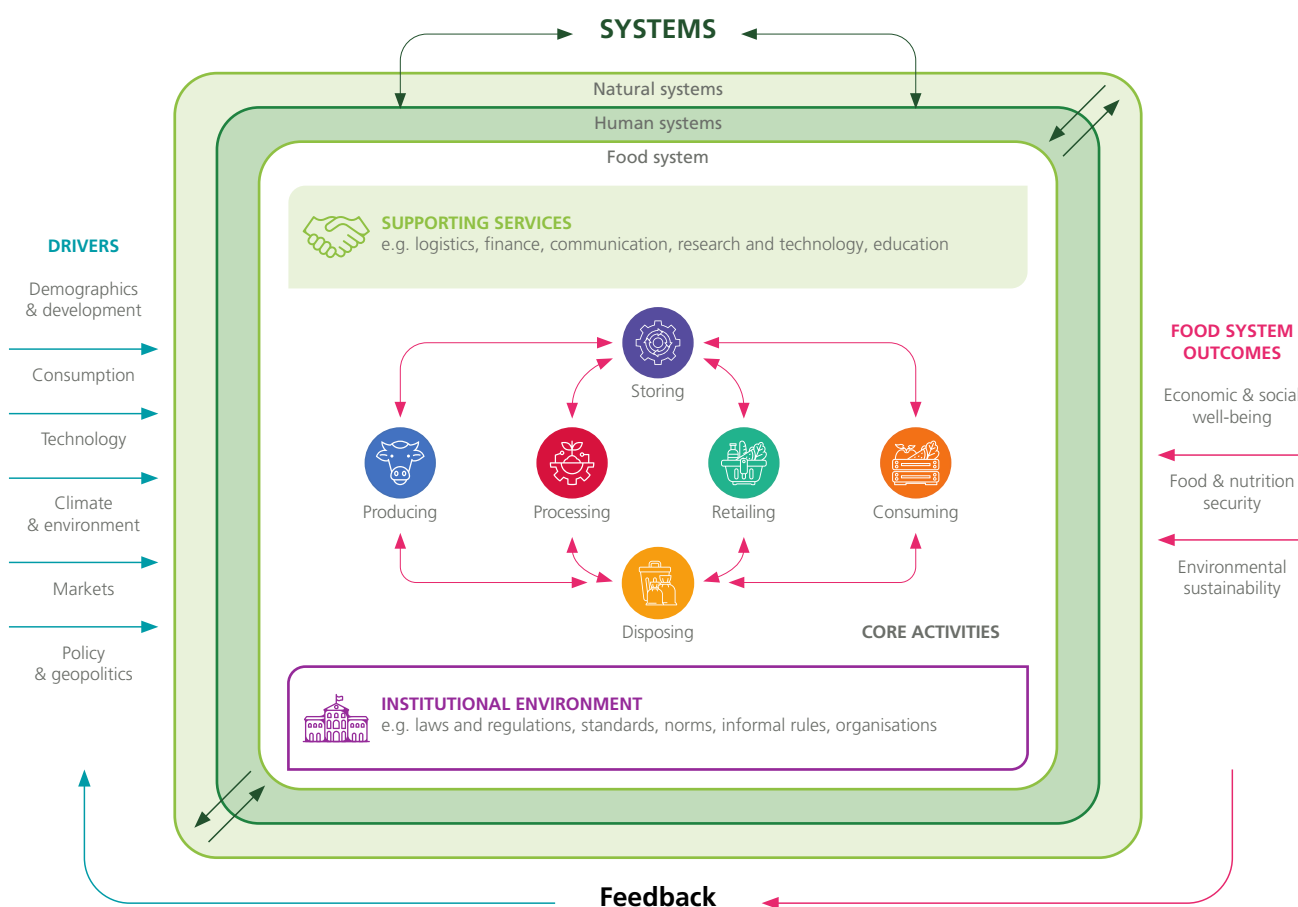 SYSTEMS
Natural systems
Human systems
Food system
SUPPORTING SERVICES
e.g. logistics, finance, communication, research and technology, education
DRIVERS
Demographics
& development
Consumption
Technology
Climate
& environment
Markets
Policy
& geopolitics
Storing
Producing
Processing
Retailing
Consuming
Disposing
CORE ACTIVITIES
INSTITUTIONAL ENVIRONMENT
e.g. laws and regulations, standards, norms, informal rules, organisations
FOOD SYSTEM
OUTCOMES
Economic & social
well-being
Food & nutrition
security
Environmental
sustainability
Feedback